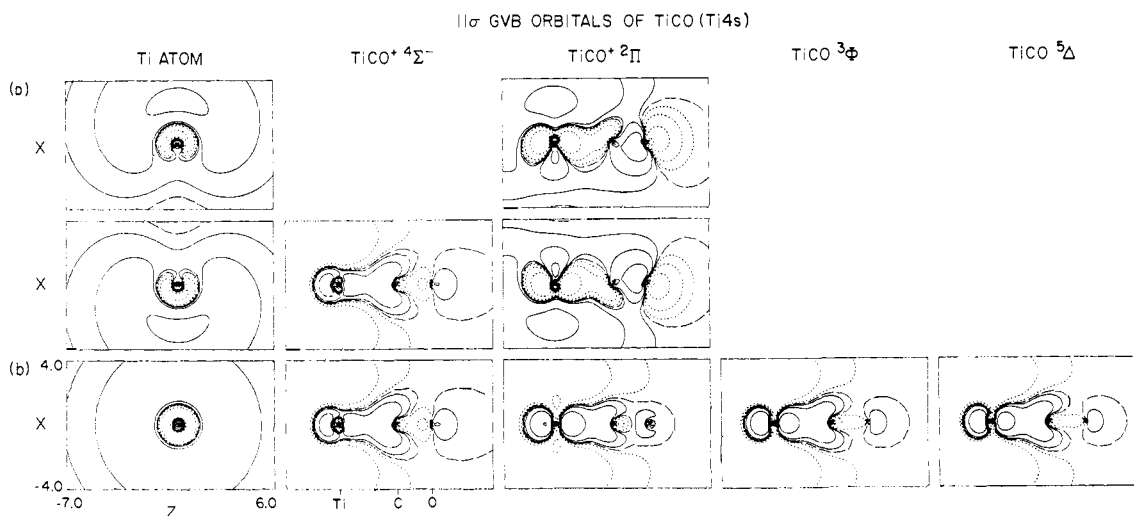 11σ GVB ORBITALS OF TiCO (Ti4s)
Ti ATOM TiCO⁺ ⁴Σ⁻ TiCO⁺ ²Π TiCO ³Φ TiCO ⁵Δ
(a)
X
X
(b) 4.0
X
-4.0
-7.0 6.0 Ti C O
Z